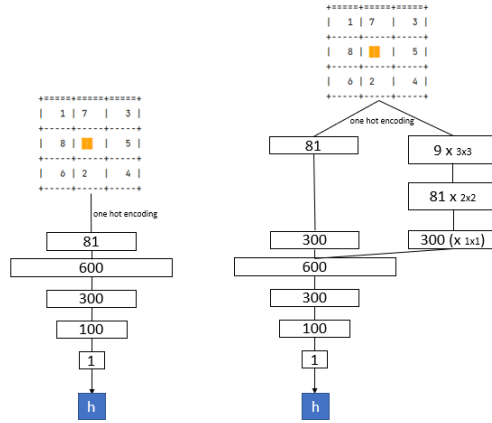 +=====+=====+=====+
| 1 | 7 | 3 |
+-----+-----+-----+
| 8 | | 5 |
+-----+-----+-----+
| 6 | 2 | 4 |
+-----+-----+-----+
one hot encoding
81
600
300
100
1
h
+=====+=====+=====+
| 1 | 7 | 3 |
+-----+-----+-----+
| 8 | | 5 |
+-----+-----+-----+
| 6 | 2 | 4 |
+-----+-----+-----+
one hot encoding
81
9 x 3x3
81 x 2x2
300
300 (x 1x1)
600
300
100
1
h